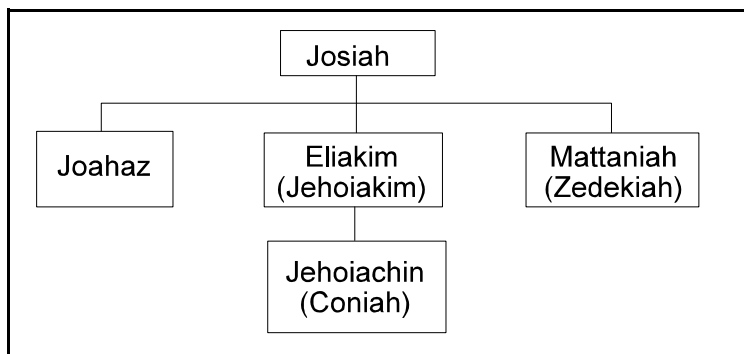 Josiah
Joahaz
Eliakim
(Jehoiakim)
Mattaniah
(Zedekiah)
Jehoiachin
(Coniah)